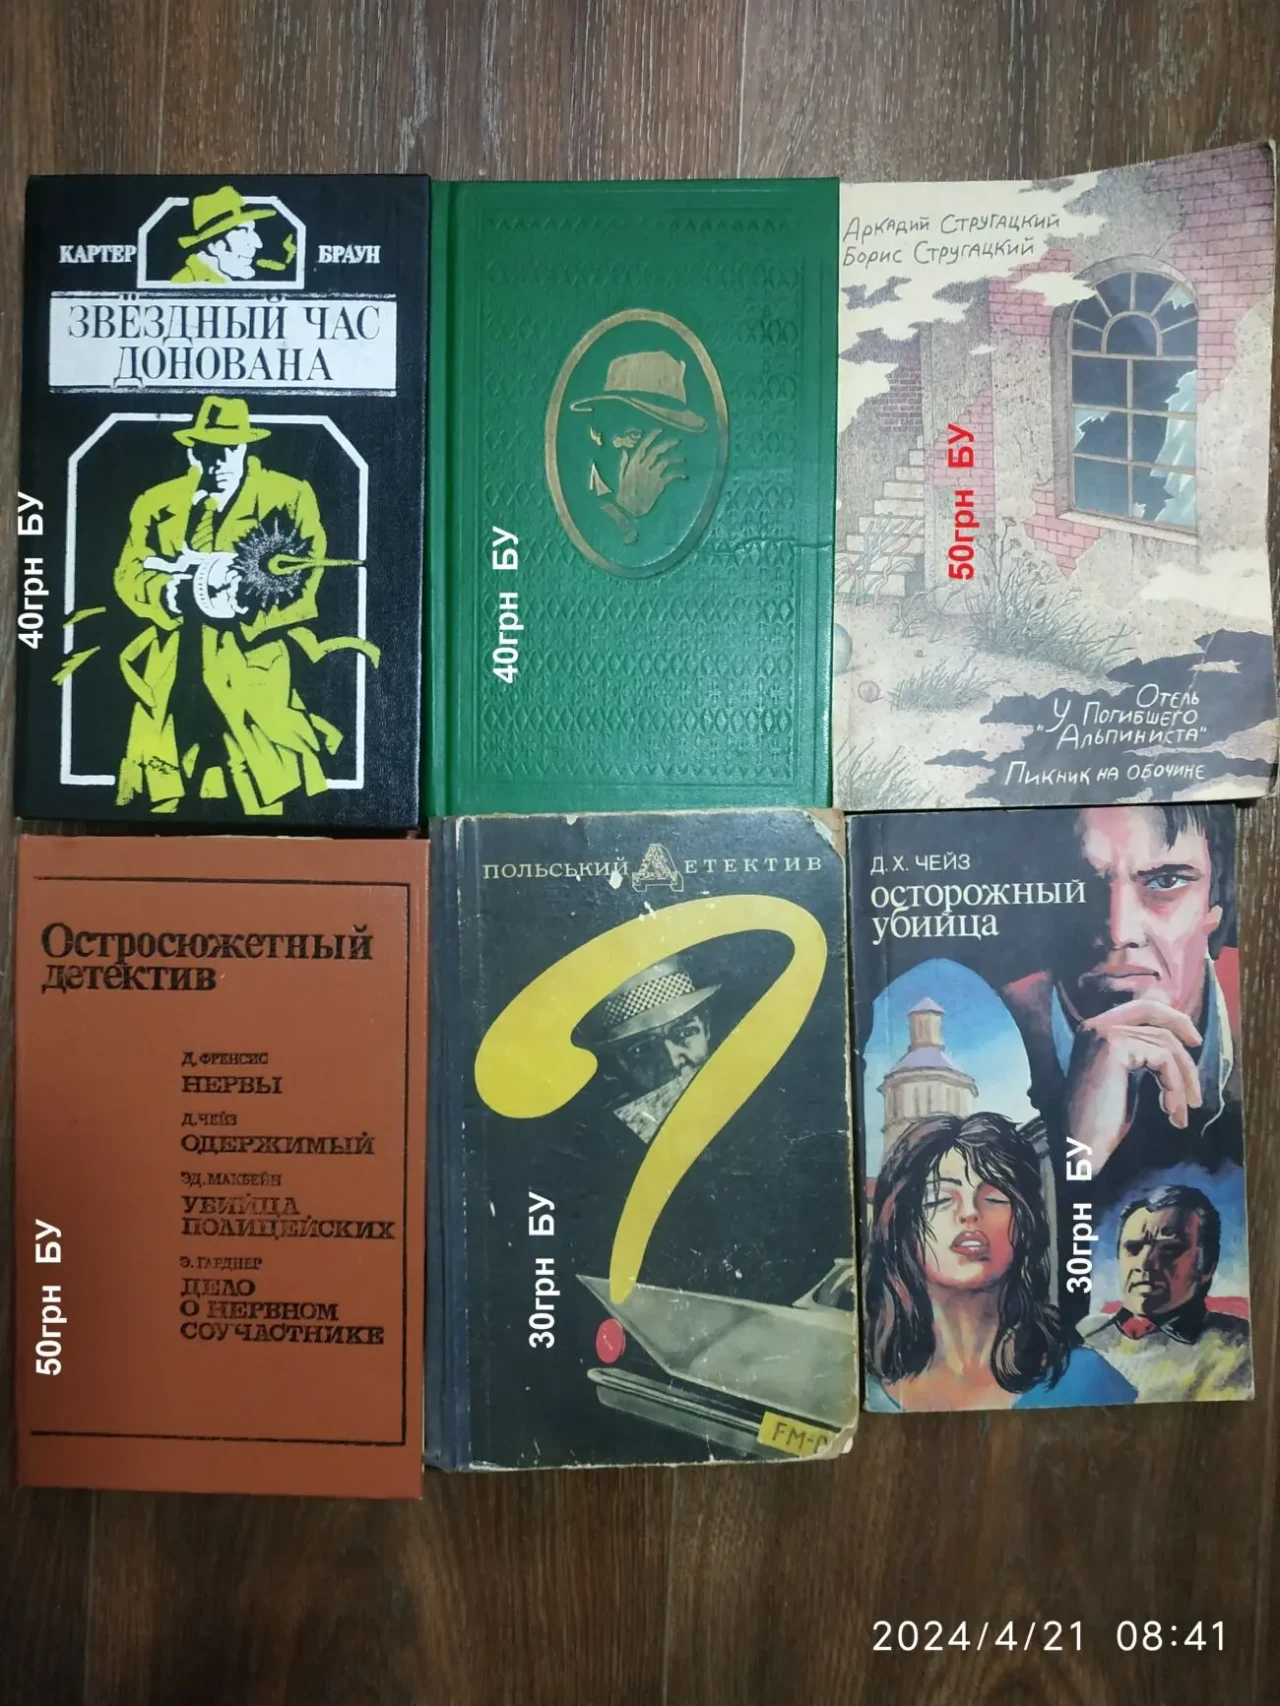 КАРТЕР БРАУН
ЗВЁЗДНЫЙ ЧАС
ДОНОВАНА
40грн БУ
40грн БУ
Аркадий Стругацкий
Борис Стругацкий
50грн БУ
Отель
"У Погибшего
Альпиниста"
Пикник на обочине
Остросюжетный
детектив
Д. ФРЕНСИС
НЕРВЫ
Д. ЧЕЙЗ
ОДЕРЖИМЫЙ
ЭД. МАКБЕЙН
УБИЙЦА
ПОЛИЦЕЙСКИХ
Э. ГАРДНЕР
ДЕЛО
О НЕРВНОМ
СОУЧАСТНИКЕ
50грн БУ
ПОЛЬСЬКИЙ ДЕТЕКТИВ
30грн БУ
FM-P
Д.Х. ЧЕЙЗ
осторожный
убийца
30грн БУ
2024/4/21 08:41